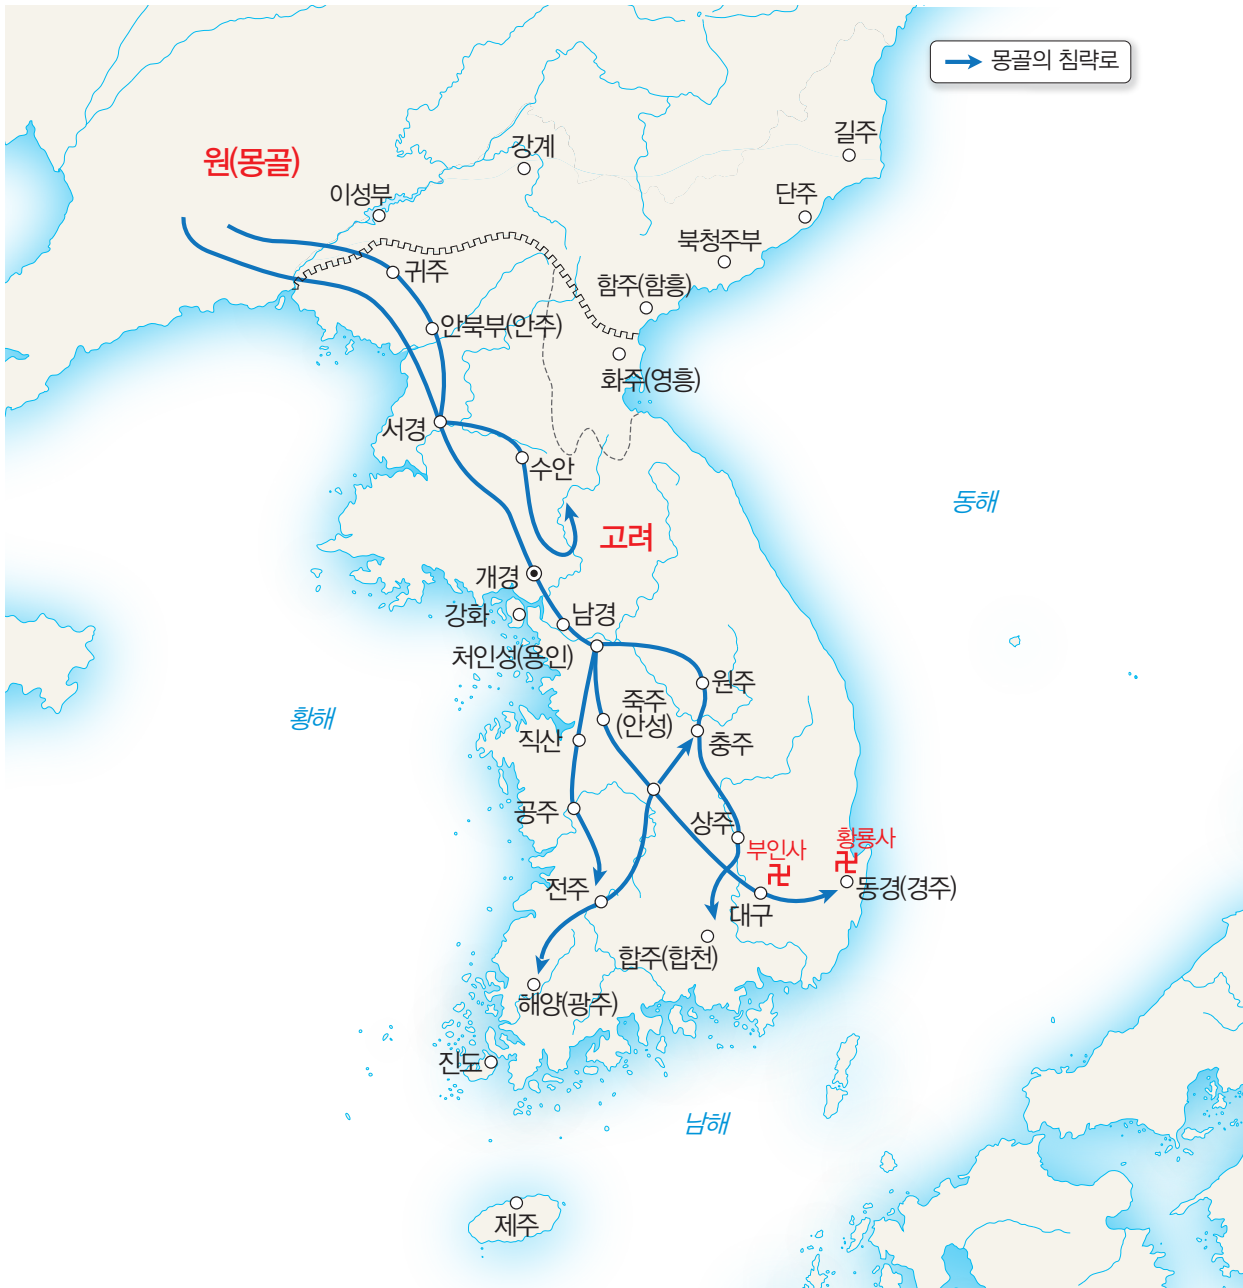 몽골의 침략로
원(몽골)
강계
길주
이성부
단주
북청주부
귀주
함주(함흥)
안북부(안주)
화주(영흥)
서경
수안
동해
고려
개경
강화
남경
처인성(용인)
원주
죽주
(안성)
황해
직산
충주
공주
상주
부인사
황룡사
卍
卍
전주
동경(경주)
대구
합주(합천)
해양(광주)
진도
남해
제주